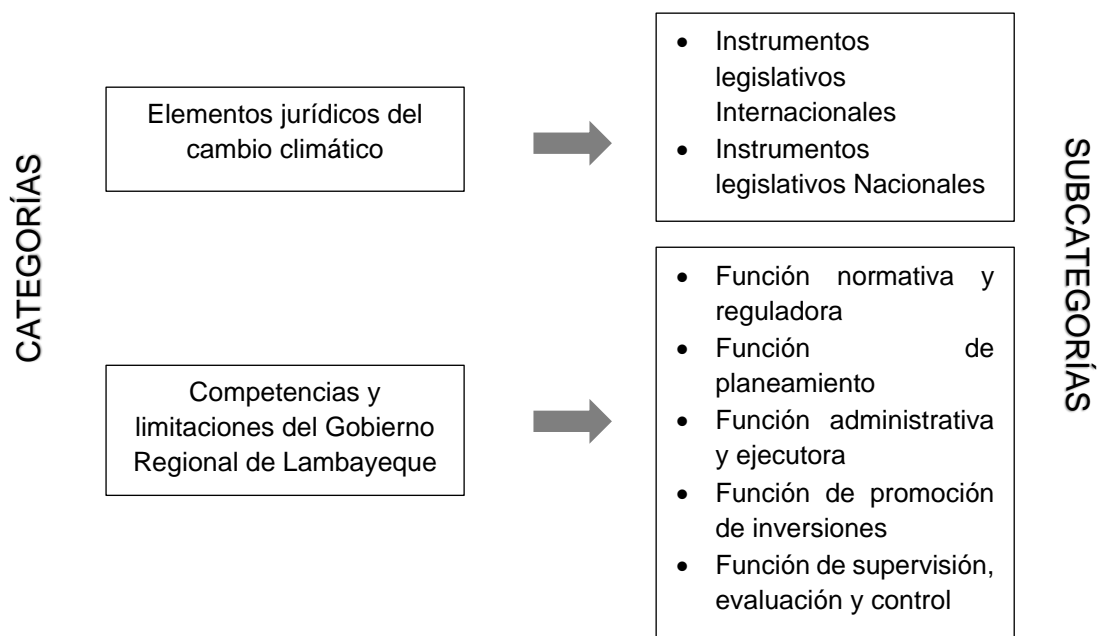 CATEGORÍAS
Elementos jurídicos del
cambio climático
• Instrumentos
legislativos
Internacionales
• Instrumentos
legislativos Nacionales
Competencias y
limitaciones del Gobierno
Regional de Lambayeque
• Función normativa y
reguladora
• Función de
planeamiento
• Función administrativa
y ejecutora
• Función de promoción
de inversiones
• Función de supervisión,
evaluación y control
SUBCATEGORÍAS